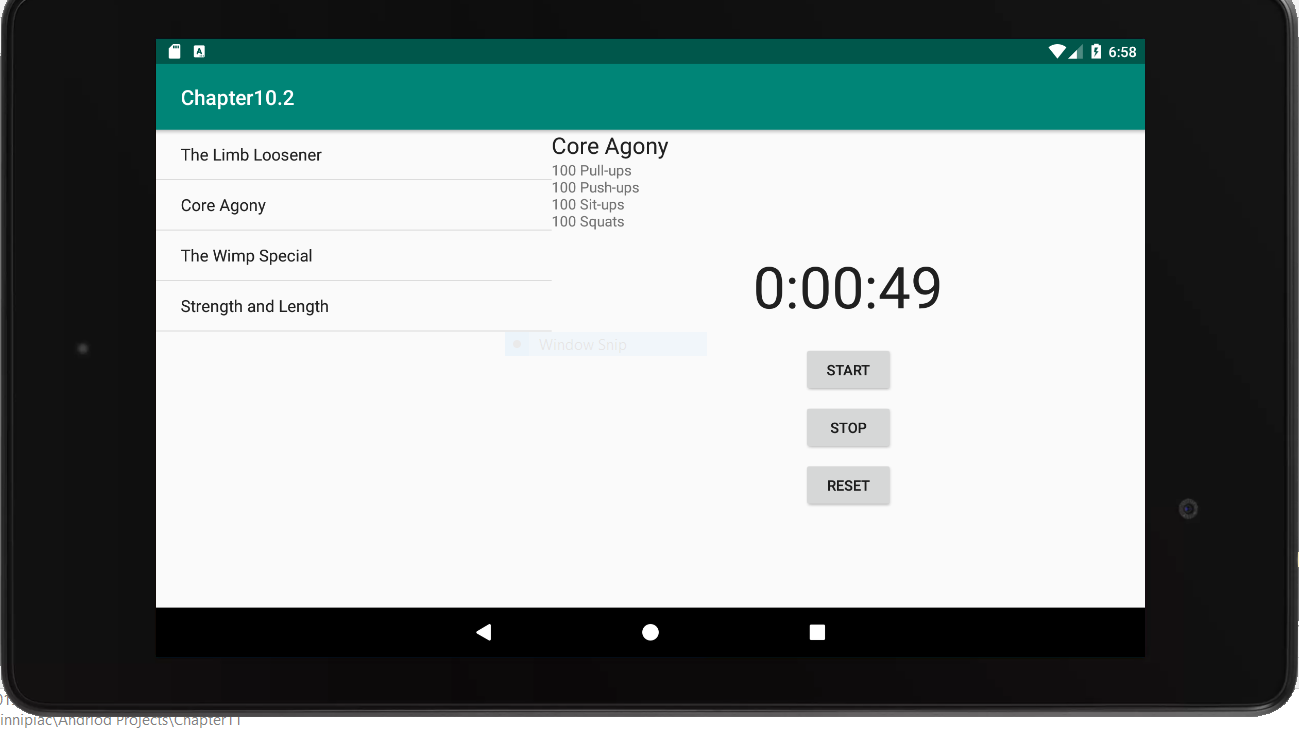 6:58
Chapter10.2
The Limb Loosener
Core Agony
The Wimp Special
Strength and Length
Core Agony
100 Pull-ups
100 Push-ups
100 Sit-ups
100 Squats
0:00:49
Window Snip
START
STOP
RESET
innipiac\Andriod Projects\Chapter11